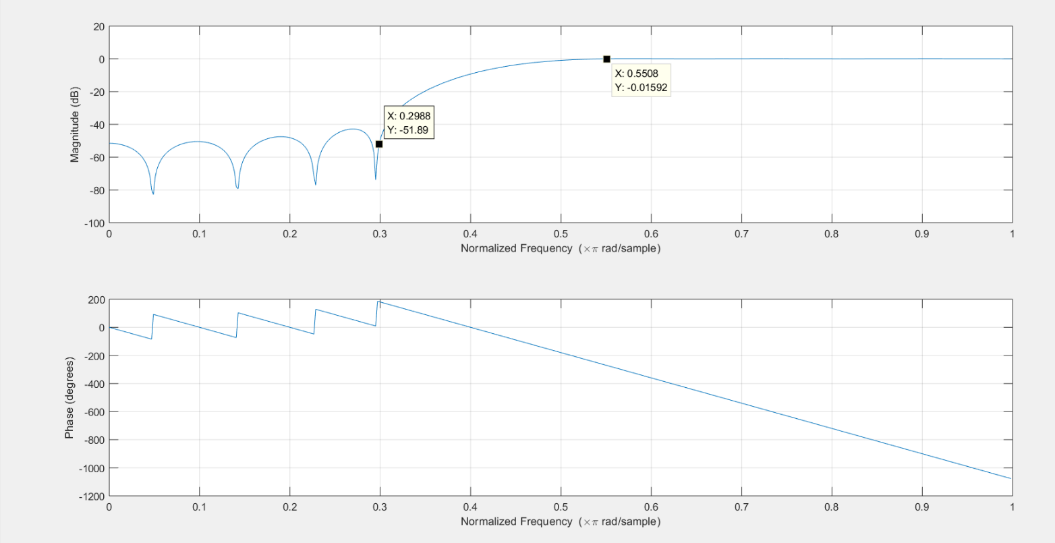 20
0
-20
-40
-60
-80
-100
Magnitude (dB)
X: 0.5508
Y: -0.01592
X: 0.2988
Y: -51.89
0 0.1 0.2 0.3 0.4 0.5 0.6 0.7 0.8 0.9 1
Normalized Frequency (×π rad/sample)
200
0
-200
-400
-600
-800
-1000
-1200
Phase (degrees)
0 0.1 0.2 0.3 0.4 0.5 0.6 0.7 0.8 0.9 1
Normalized Frequency (×π rad/sample)